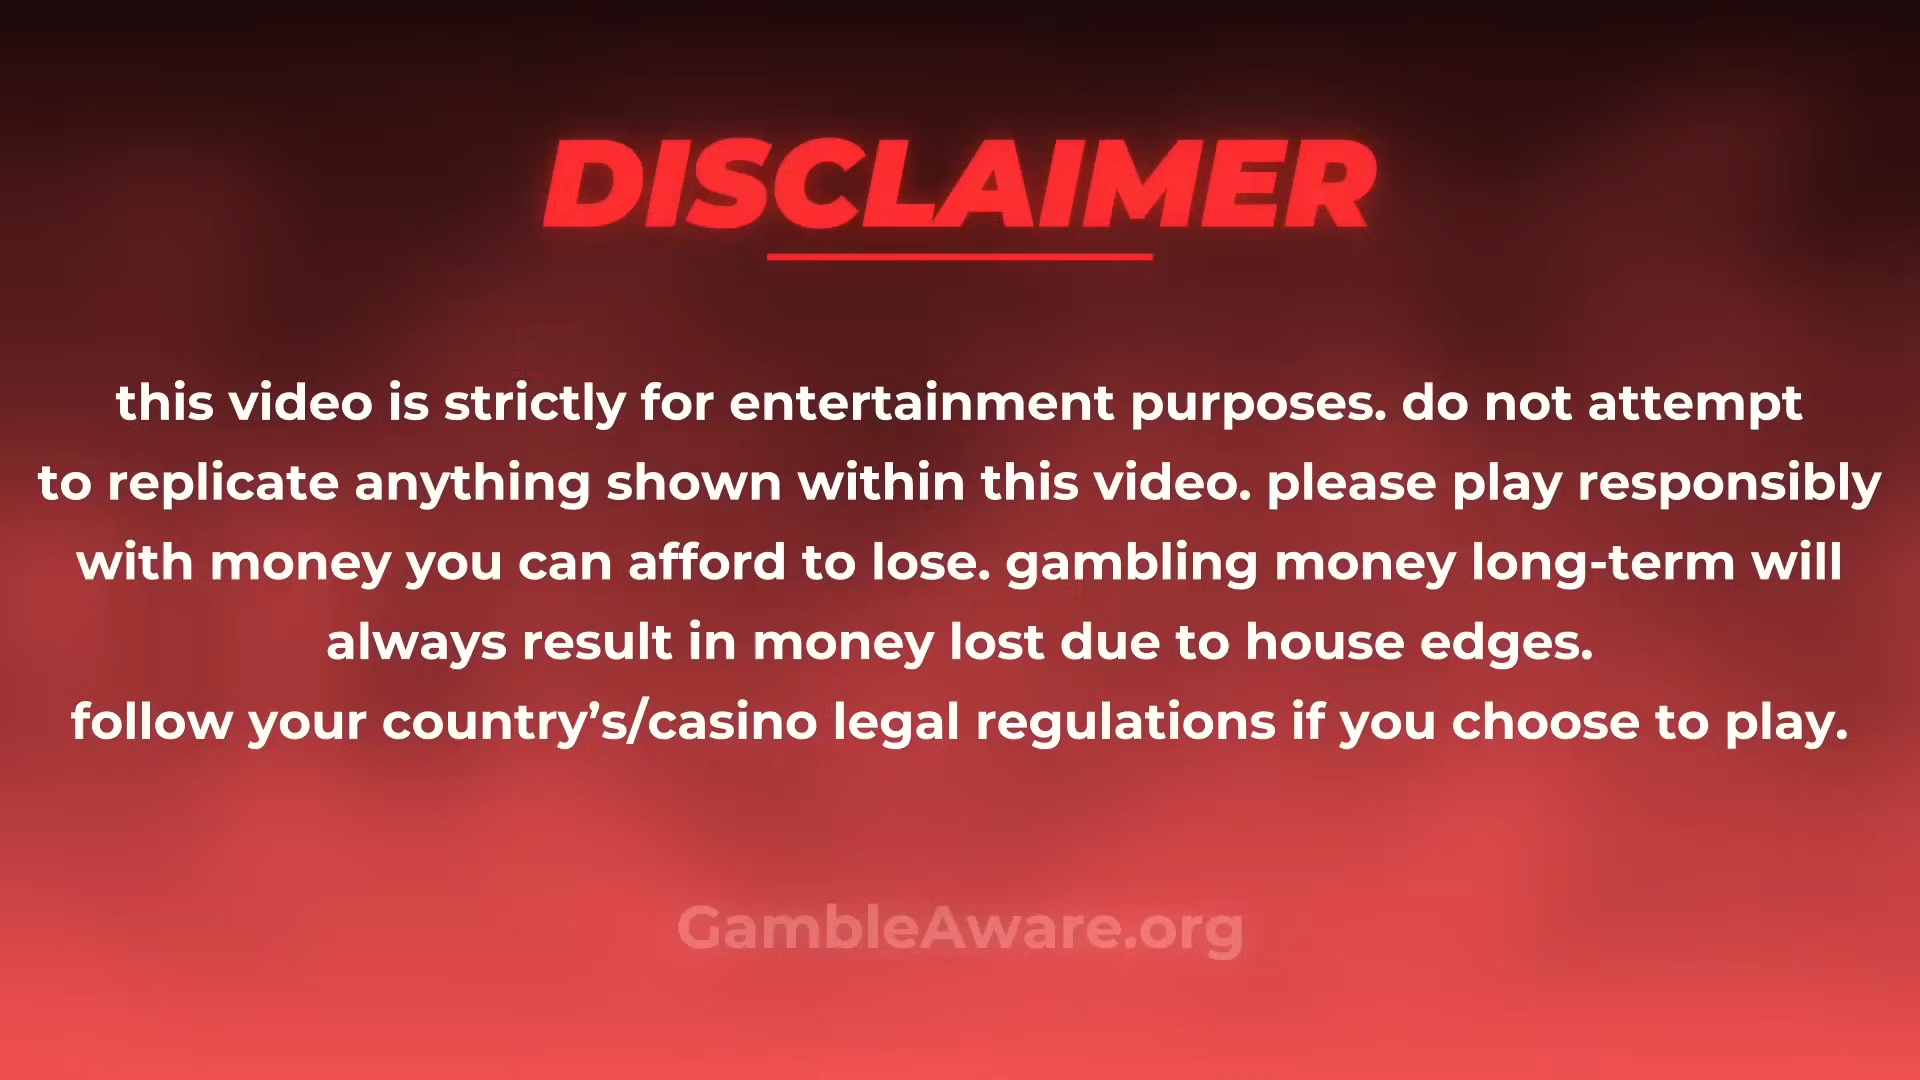 DISCLAIMER
this video is strictly for entertainment purposes. do not attempt
to replicate anything shown within this video. please play responsibly
with money you can afford to lose. gambling money long-term will
always result in money lost due to house edges.
follow your country’s/casino legal regulations if you choose to play.
GambleAware.org